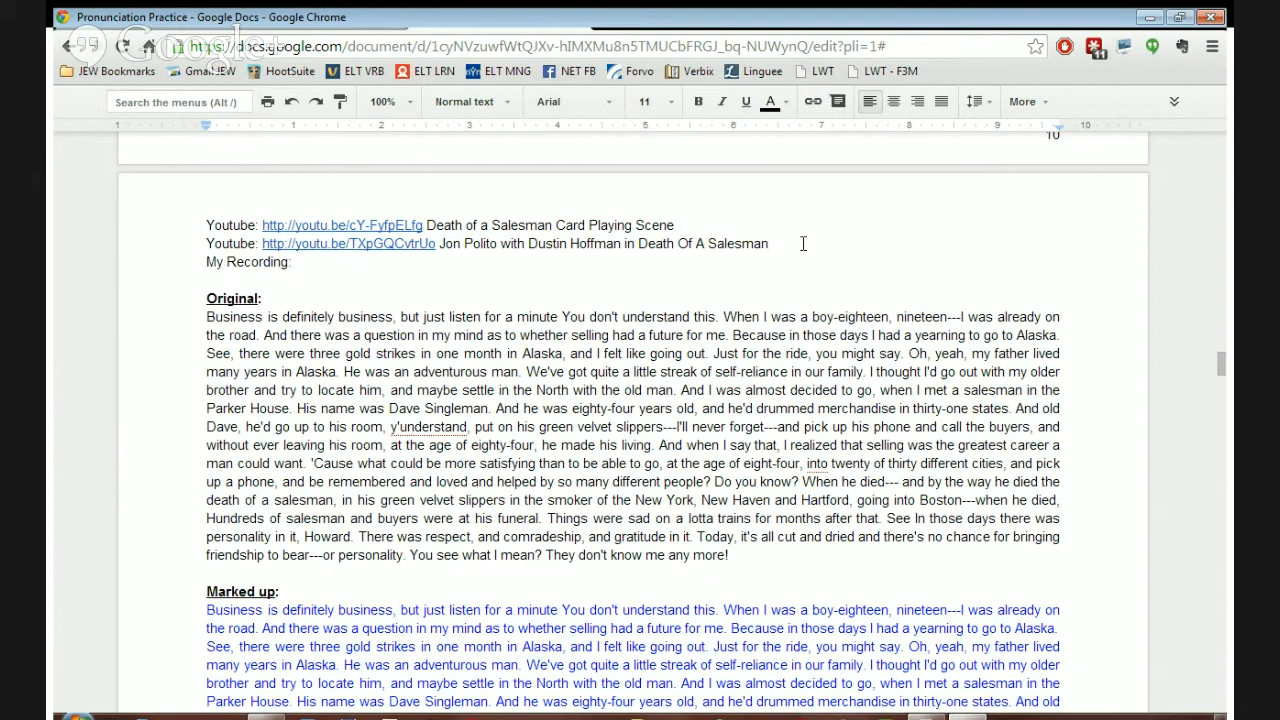 Pronunciation Practice - Google Docs - Google Chrome
Google+
https://docs.google.com/document/d/1cyNVzuwfWtQJXv-hIMXMu8n5TMUCbFRGJ_bq-NUWynQ/edit?pli=1#
11
JEW Bookmarks Gmail JEW HootSuite ELT VRB ELT LRN ELT MNG NET FB Forvo Verbix Linguee LWT LWT - F3M
Search the menus (Alt /) 100% Normal text Arial 11 B I U A More
1 1 2 3 4 5 6 7 8 9 10
10
Youtube: http://youtu.be/cY-FyfpELfg Death of a Salesman Card Playing Scene
Youtube: http://youtu.be/TXpGQCvtrUo Jon Polito with Dustin Hoffman in Death Of A Salesman
My Recording:
Original:
Business is definitely business, but just listen for a minute You don't understand this. When I was a boy-eighteen, nineteen---I was already on
the road. And there was a question in my mind as to whether selling had a future for me. Because in those days I had a yearning to go to Alaska.
See, there were three gold strikes in one month in Alaska, and I felt like going out. Just for the ride, you might say. Oh, yeah, my father lived
many years in Alaska. He was an adventurous man. We've got quite a little streak of self-reliance in our family. I thought I'd go out with my older
brother and try to locate him, and maybe settle in the North with the old man. And I was almost decided to go, when I met a salesman in the
Parker House. His name was Dave Singleman. And he was eighty-four years old, and he'd drummed merchandise in thirty-one states. And old
Dave, he'd go up to his room, y'understand, put on his green velvet slippers---I'll never forget---and pick up his phone and call the buyers, and
without ever leaving his room, at the age of eighty-four, he made his living. And when I say that, I realized that selling was the greatest career a
man could want. 'Cause what could be more satisfying than to be able to go, at the age of eight-four, into twenty of thirty different cities, and pick
up a phone, and be remembered and loved and helped by so many different people? Do you know? When he died--- and by the way he died the
death of a salesman, in his green velvet slippers in the smoker of the New York, New Haven and Hartford, going into Boston---when he died,
Hundreds of salesman and buyers were at his funeral. Things were sad on a lotta trains for months after that. See In those days there was
personality in it, Howard. There was respect, and comradeship, and gratitude in it. Today, it's all cut and dried and there's no chance for bringing
friendship to bear---or personality. You see what I mean? They don't know me any more!
Marked up:
Business is definitely business, but just listen for a minute You don't understand this. When I was a boy-eighteen, nineteen---I was already on
the road. And there was a question in my mind as to whether selling had a future for me. Because in those days I had a yearning to go to Alaska.
See, there were three gold strikes in one month in Alaska, and I felt like going out. Just for the ride, you might say. Oh, yeah, my father lived
many years in Alaska. He was an adventurous man. We've got quite a little streak of self-reliance in our family. I thought I'd go out with my older
brother and try to locate him, and maybe settle in the North with the old man. And I was almost decided to go, when I met a salesman in the
Parker House. His name was Dave Singleman. And he was eighty-four years old, and he'd drummed merchandise in thirty-one states. And old